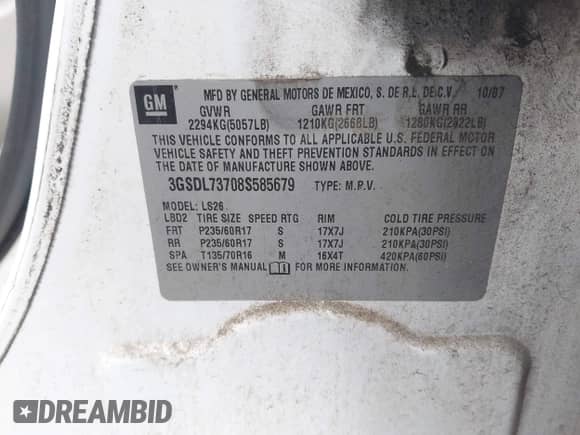 GM
MFD BY GENERAL MOTORS DE MEXICO, S. DE R.L. DE C.V. 10/07
GVWR GAWR FRT GAWR RR
2294KG(5057LB) 1210KG(2668LB) 1280KG(2822LB)
THIS VEHICLE CONFORMS TO ALL APPLICABLE U.S. FEDERAL MOTOR
VEHICLE SAFETY AND THEFT PREVENTION STANDARDS IN EFFECT ON
THE DATE OF MANUFACTURE SHOWN ABOVE.
3GSDL73708S585679 TYPE: M.P.V.
MODEL: LS26
LBD2 TIRE SIZE SPEED RTG RIM COLD TIRE PRESSURE
FRT P235/60R17 S 17X7J 210KPA(30PSI)
RR P235/60R17 S 17X7J 210KPA(30PSI)
SPA T135/70R16 M 16X4T 420KPA(60PSI)
SEE OWNER'S MANUAL FOR MORE INFORMATION.
DREAMBID